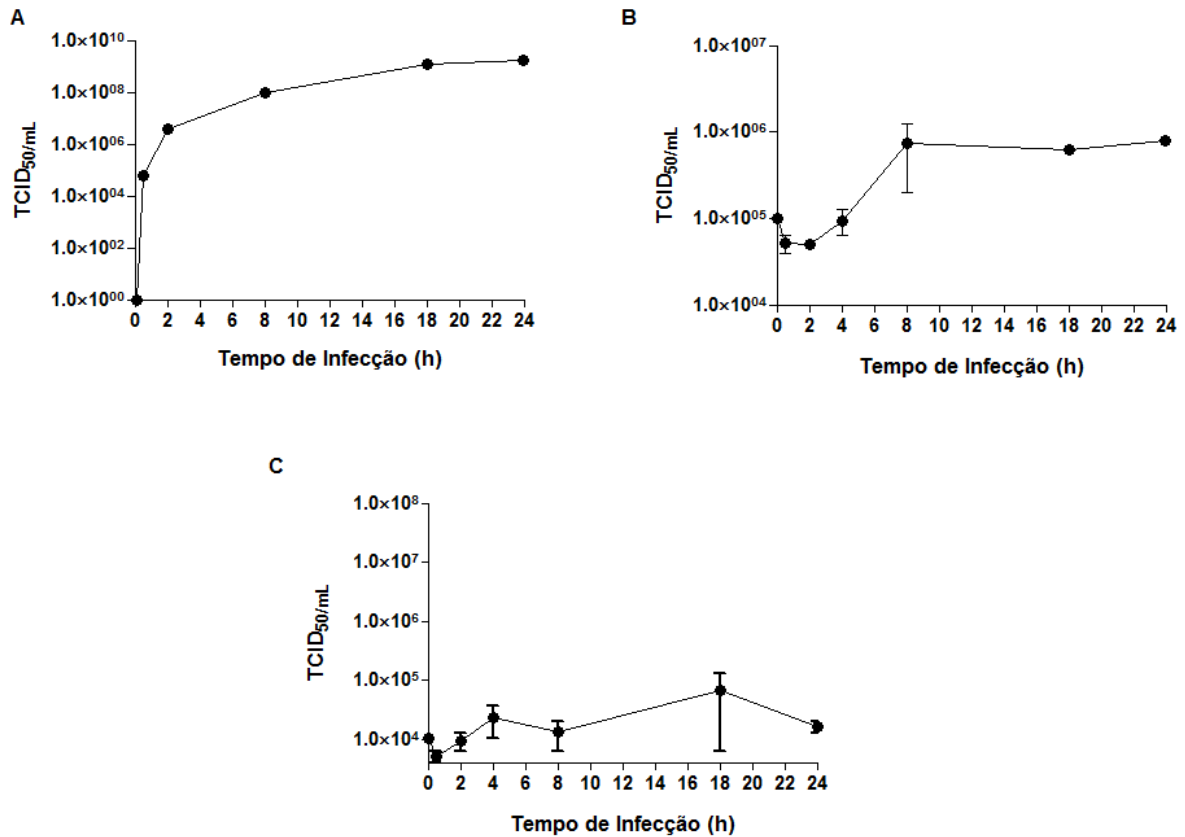 A
1.0×10¹⁰
1.0×10⁰⁸
1.0×10⁰⁶
1.0×10⁰⁴
1.0×10⁰²
1.0×10⁰⁰
TCID₅₀/mL
0 2 4 6 8 10 12 14 16 18 20 22 24
Tempo de Infecção (h)
B
1.0×10⁰⁷
1.0×10⁰⁶
1.0×10⁰⁵
1.0×10⁰⁴
TCID₅₀/mL
0 2 4 6 8 10 12 14 16 18 20 22 24
Tempo de Infecção (h)
C
1.0×10⁸
1.0×10⁷
1.0×10⁶
1.0×10⁵
1.0×10⁴
TCID₅₀/mL
0 2 4 6 8 10 12 14 16 18 20 22 24
Tempo de Infecção (h)